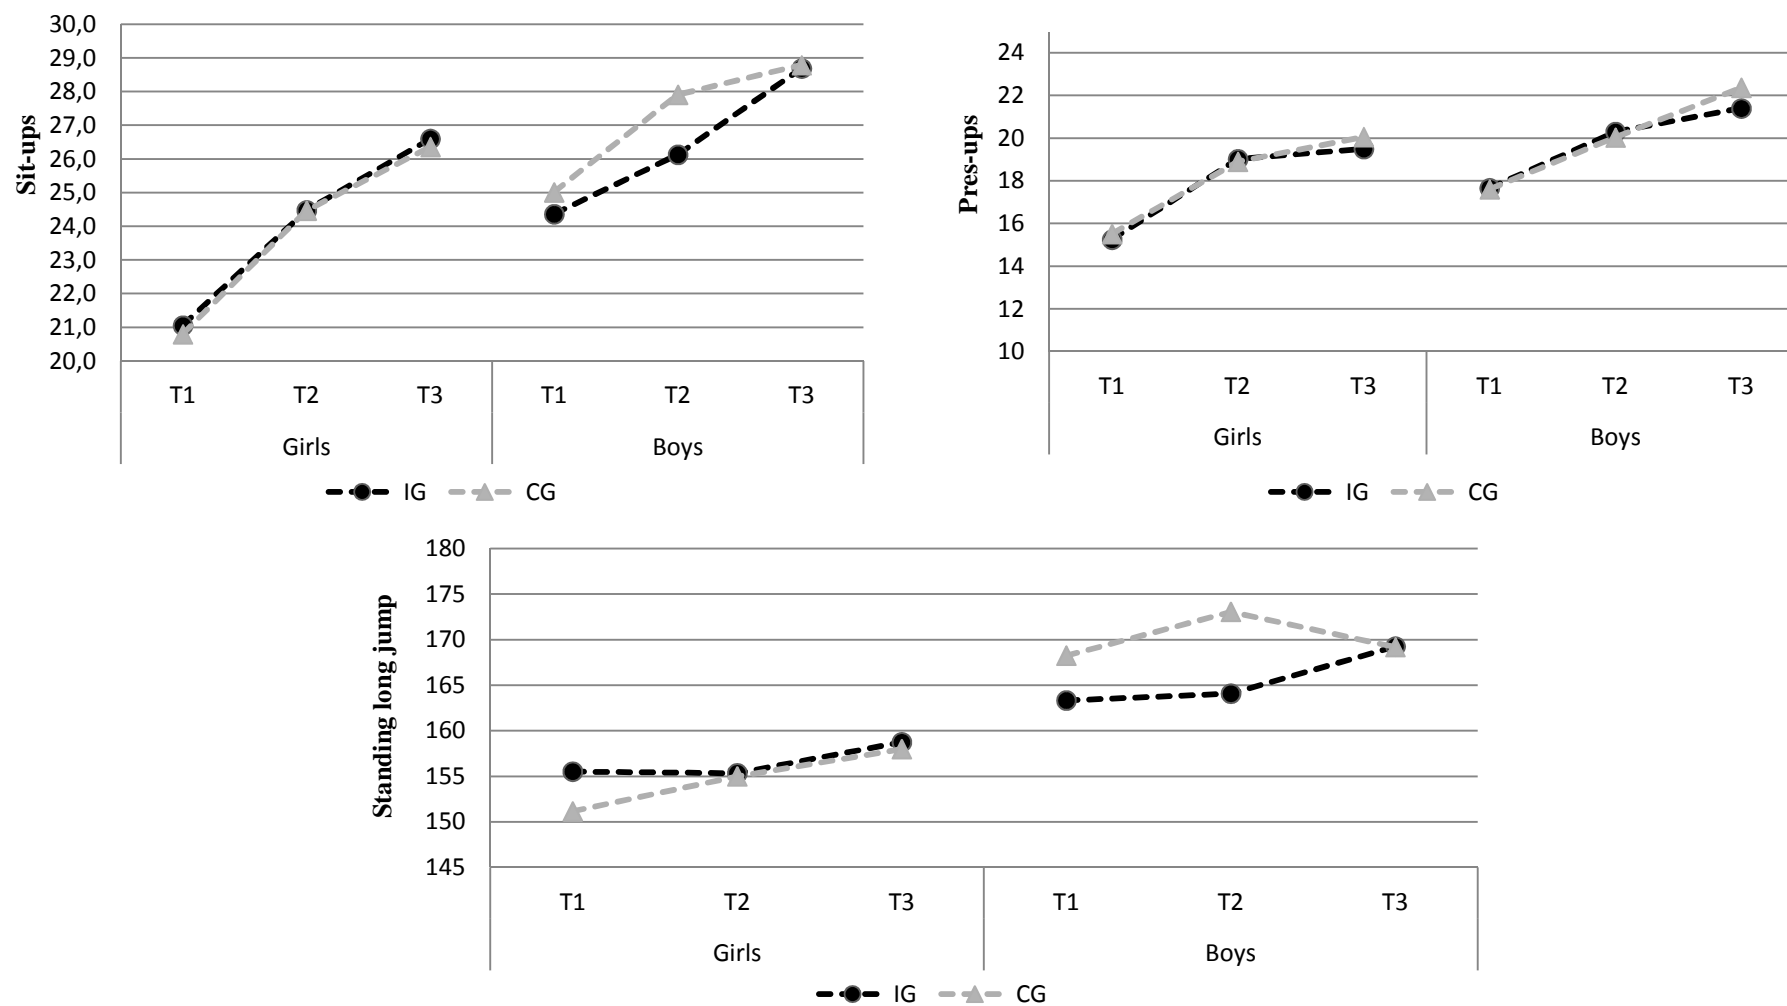 30,0
29,0
28,0
27,0
26,0
25,0
24,0
23,0
22,0
21,0
20,0
Sit-ups
T1 T2 T3 T1 T2 T3
Girls Boys
IG CG
24
22
20
18
16
14
12
10
Pres-ups
T1 T2 T3 T1 T2 T3
Girls Boys
IG CG
180
175
170
165
160
155
150
145
Standing long jump
T1 T2 T3 T1 T2 T3
Girls Boys
IG CG